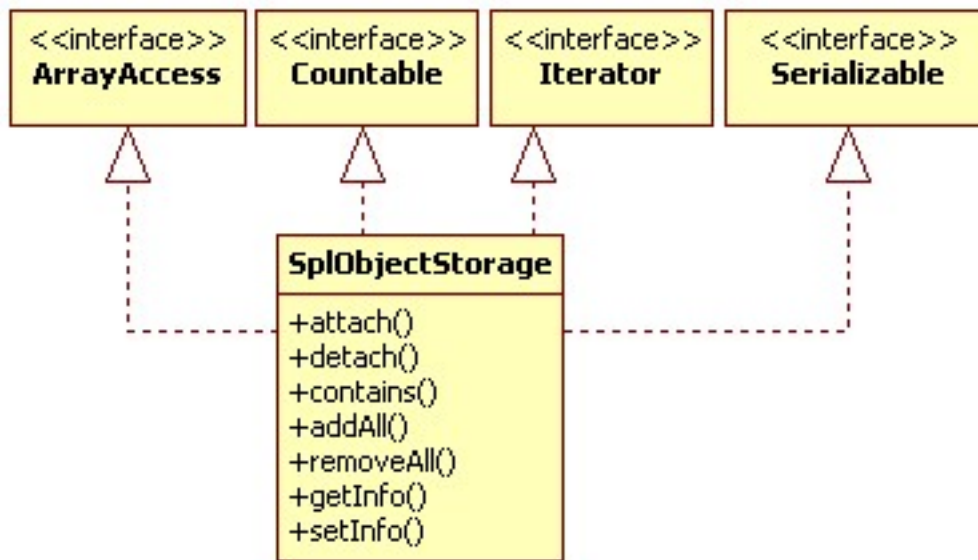 <<interface>>
ArrayAccess
<<interface>>
Countable
<<interface>>
Iterator
<<interface>>
Serializable
SplObjectStorage
+attach()
+detach()
+contains()
+addAll()
+removeAll()
+getInfo()
+setInfo()